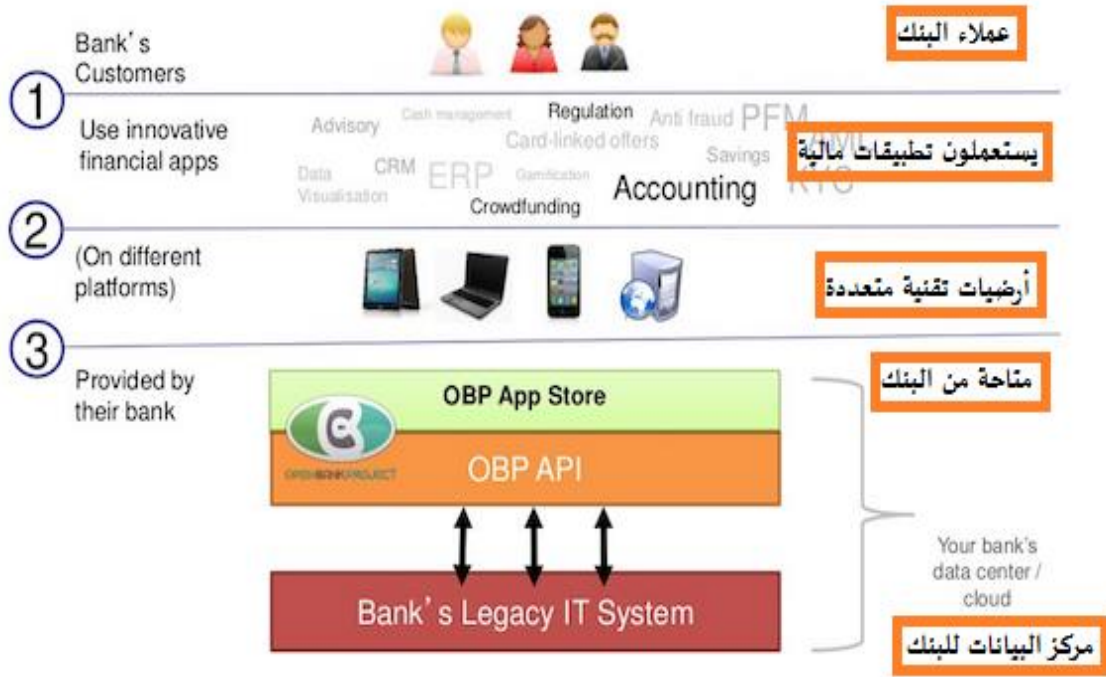 Bank's
Customers
عملاء البنك
1
Use innovative
financial apps
Advisory
Cash management
Regulation
Anti fraud
PFM
Card-linked offers
AML
Data
Visualisation
CRM
ERP
Gamification
Savings
Crowdfunding
Accounting
KYC
يستعملون تطبيقات مالية
2
(On different
platforms)
أرضيات تقنية متعددة
3
Provided by
their bank
متاحة من البنك
OBP App Store
OPENBANKPROJECT
OBP API
Bank's Legacy IT System
Your bank's
data center /
cloud
مركز البيانات للبنك